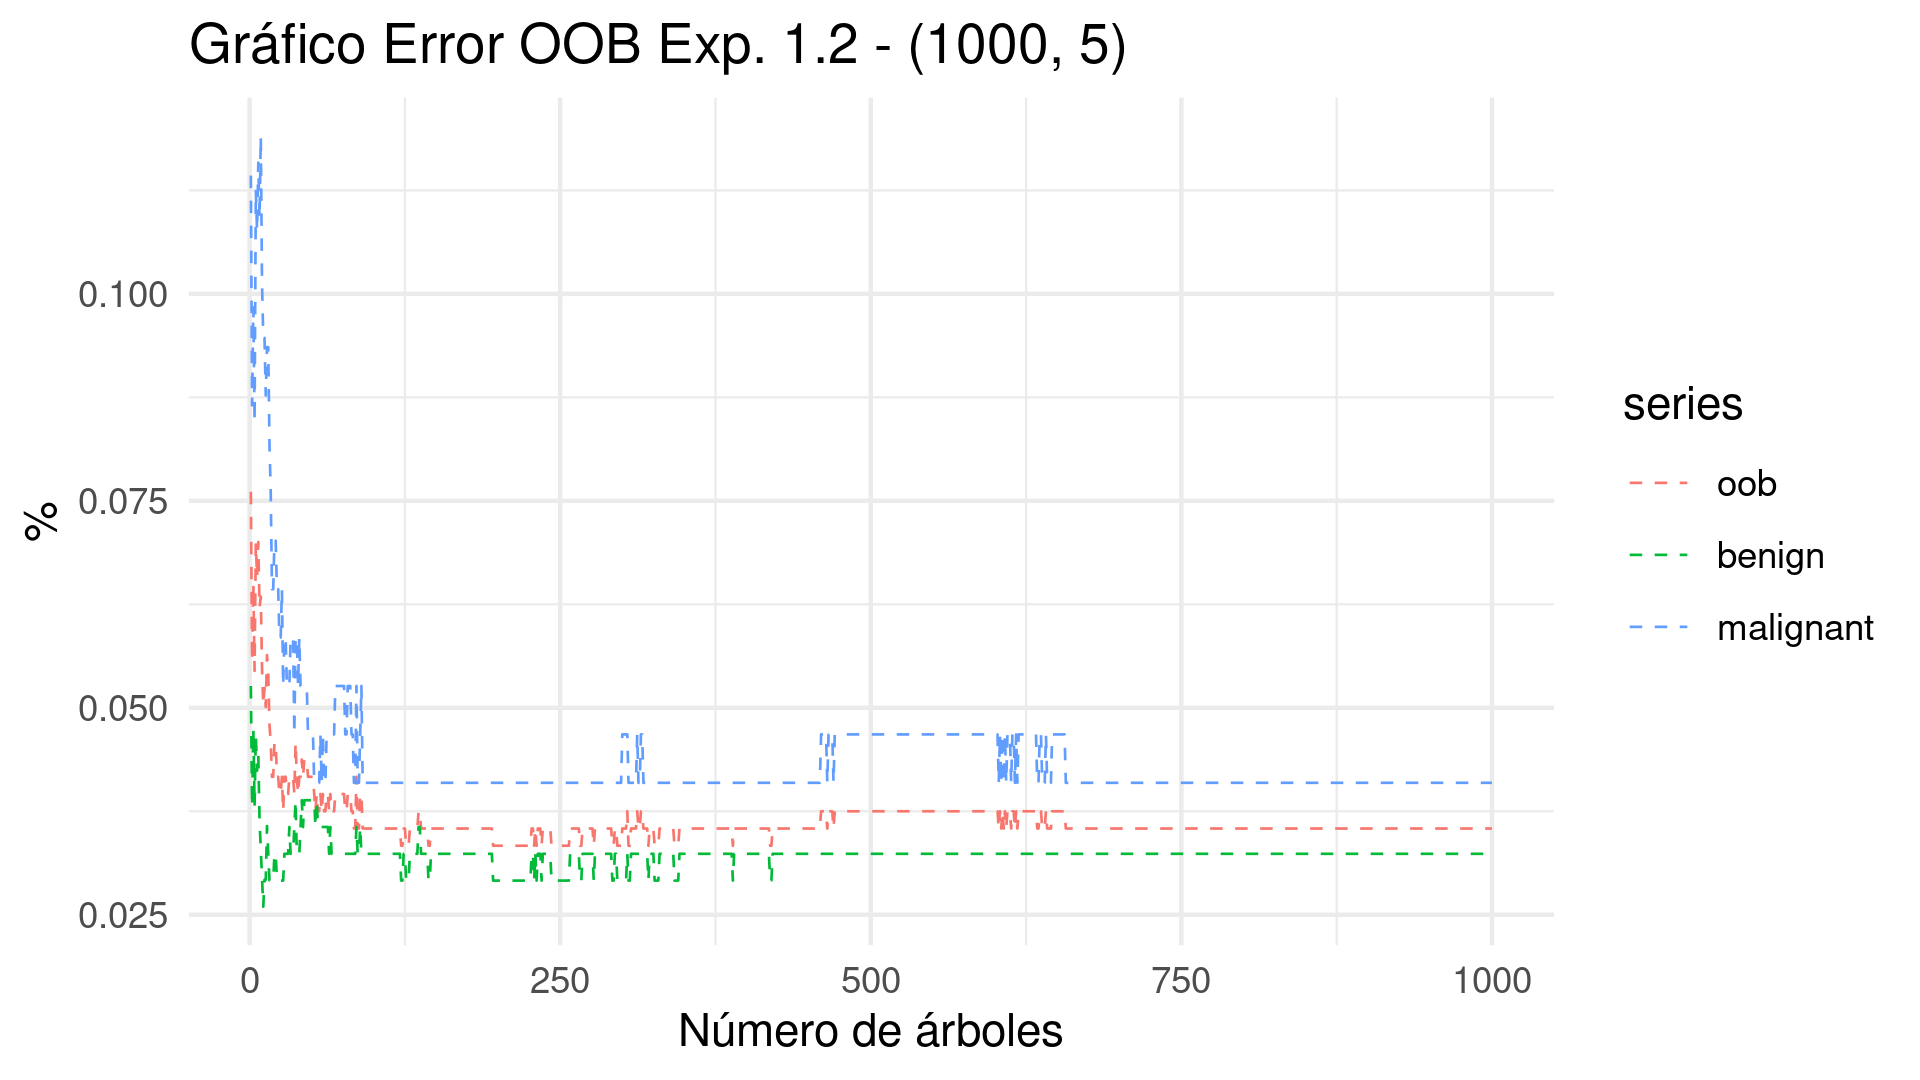 Gráfico Error OOB Exp. 1.2 - (1000, 5)
%
0.100
0.075
0.050
0.025
0 250 500 750 1000
Número de árboles
series
oob
benign
malignant